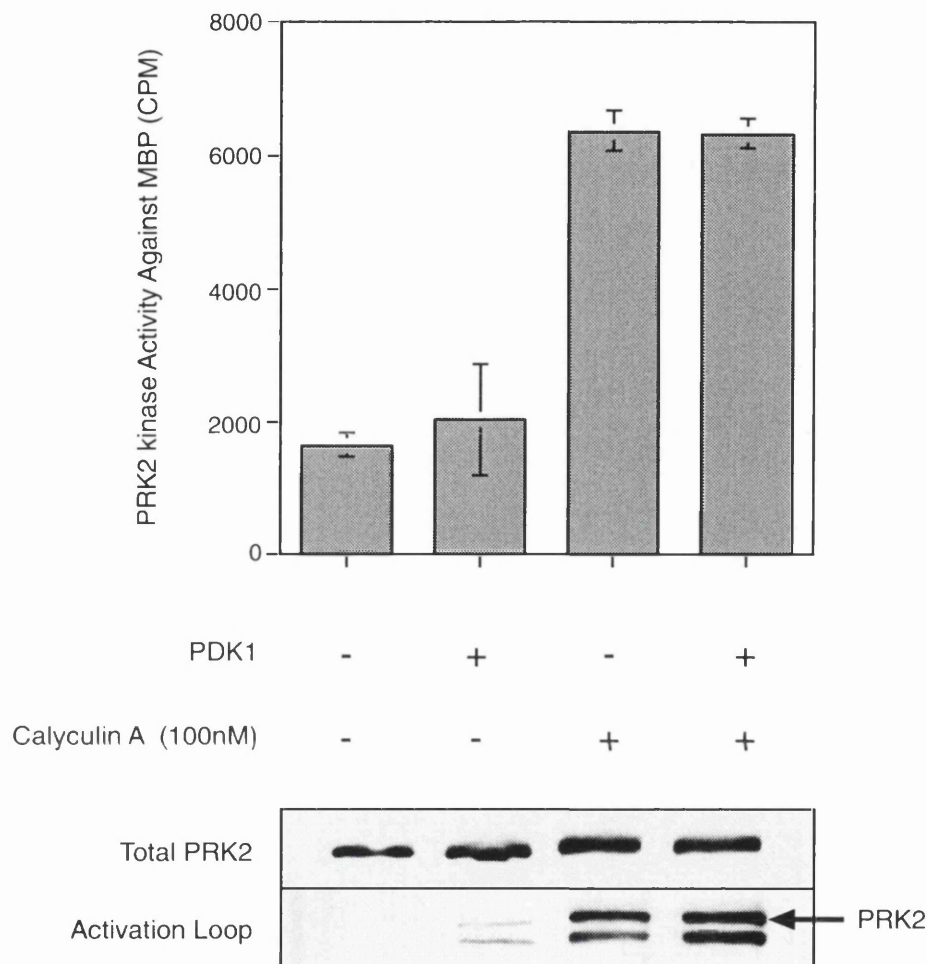 PRK2 kinase Activity Against MBP (CPM)
8000
6000
4000
2000
0
PDK1 - + - +
Calyculin A (100nM) - - + +
Total PRK2
Activation Loop
PRK2